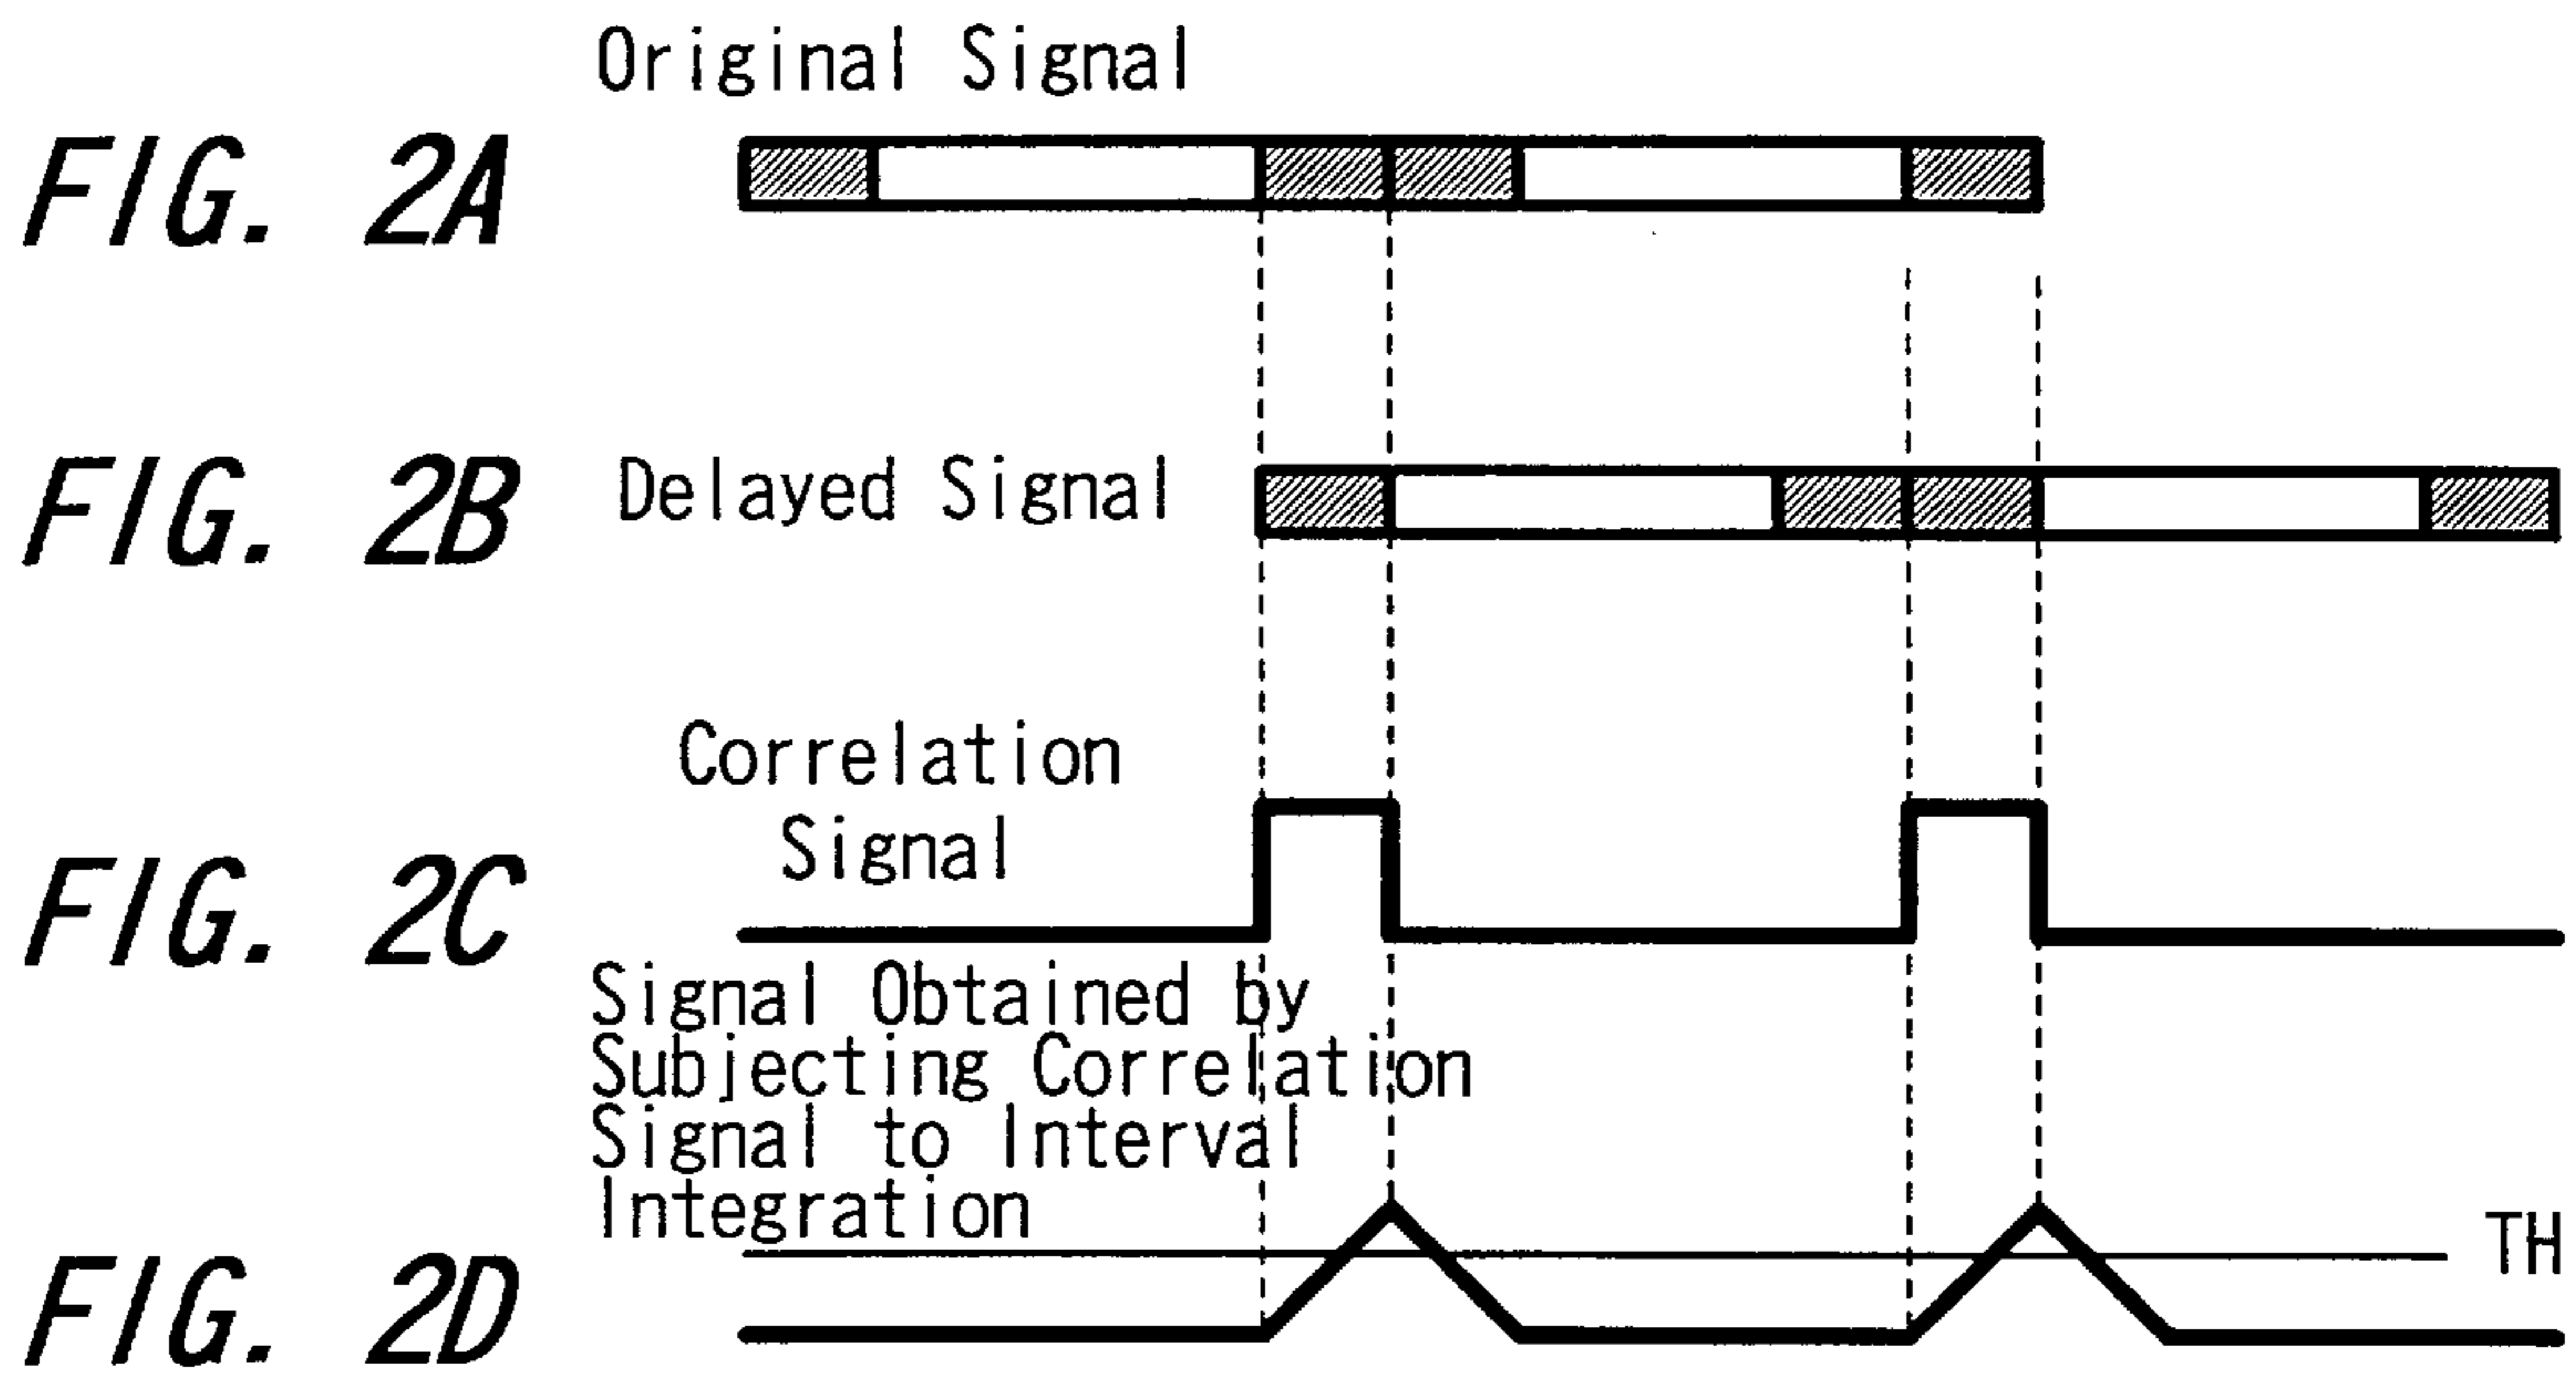 Original Signal
FIG. 2A
FIG. 2B
Delayed Signal
Correlation
Signal
FIG. 2C
Signal Obtained by
Subjecting Correlation
Signal to Interval
Integration
TH
FIG. 2D